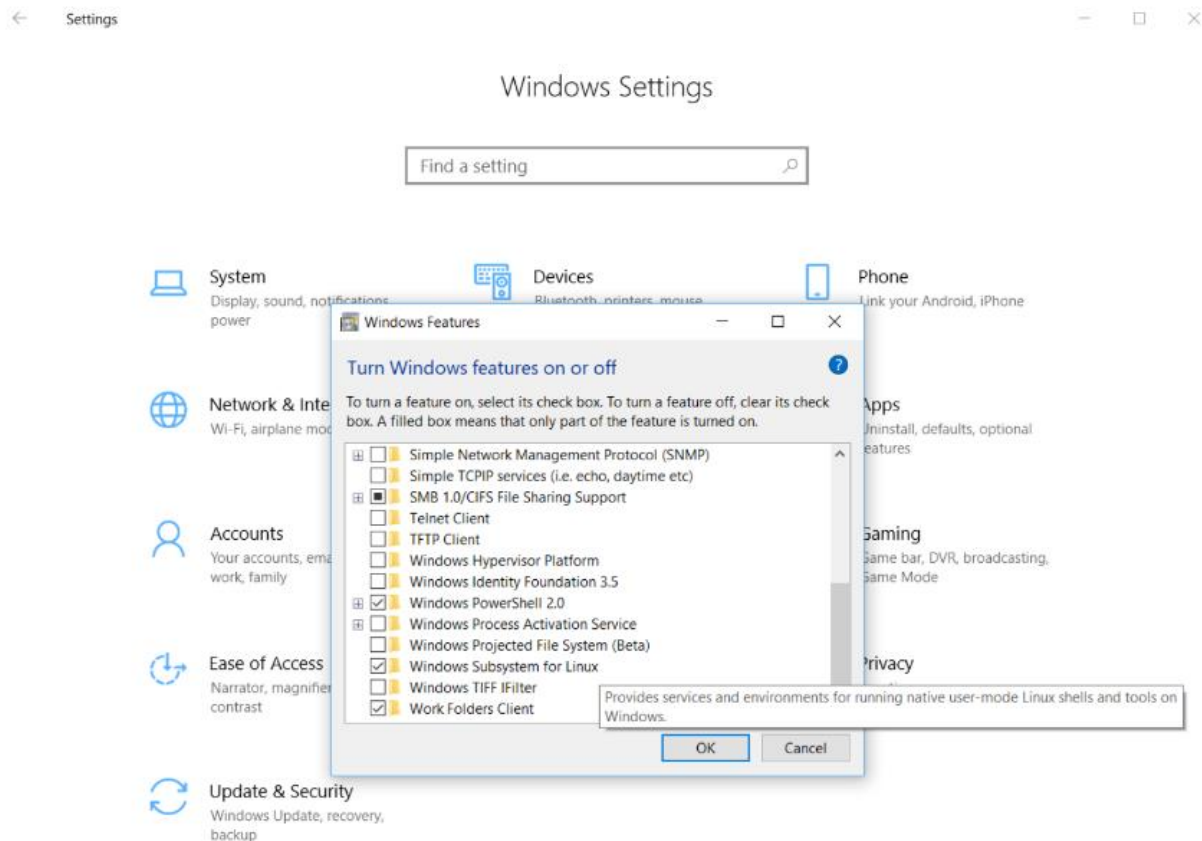 Settings
Windows Settings
Find a setting
System
Display, sound, notifications,
power
Devices
Bluetooth, printers, mouse
Phone
Link your Android, iPhone
Network & Inte
Wi-Fi, airplane mod
Apps
Uninstall, defaults, optional
features
Accounts
Your accounts, ema
work, family
Gaming
Game bar, DVR, broadcasting,
Game Mode
Ease of Access
Narrator, magnifier
contrast
Privacy
Update & Security
Windows Update, recovery,
backup
Windows Features
Turn Windows features on or off
To turn a feature on, select its check box. To turn a feature off, clear its check
box. A filled box means that only part of the feature is turned on.
Simple Network Management Protocol (SNMP)
Simple TCPIP services (i.e. echo, daytime etc)
SMB 1.0/CIFS File Sharing Support
Telnet Client
TFTP Client
Windows Hypervisor Platform
Windows Identity Foundation 3.5
Windows PowerShell 2.0
Windows Process Activation Service
Windows Projected File System (Beta)
Windows Subsystem for Linux
Windows TIFF IFilter
Work Folders Client
Provides services and environments for running native user-mode Linux shells and tools on
Windows.
OK
Cancel